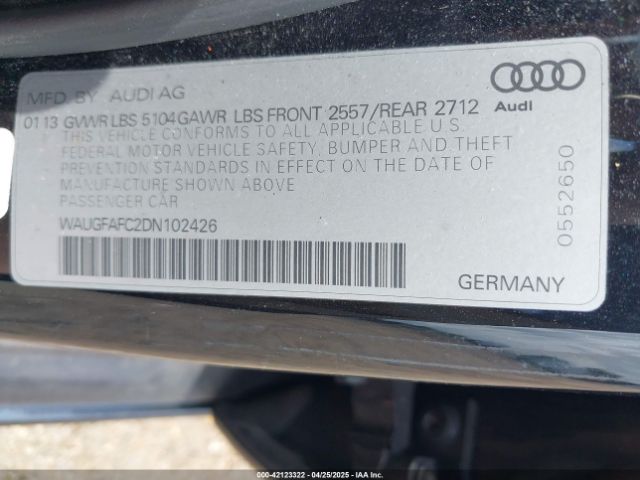 MFD. BY AUDI AG
01 13 GVWR LBS 5104 GAWR LBS FRONT 2557/REAR 2712
THIS VEHICLE CONFORMS TO ALL APPLICABLE U.S.
FEDERAL MOTOR VEHICLE SAFETY, BUMPER AND THEFT
PREVENTION STANDARDS IN EFFECT ON THE DATE OF
MANUFACTURE SHOWN ABOVE
PASSENGER CAR
WAUGFAFC2DN102426
GERMANY
Audi
0552650
000-42123322 - 04/25/2025 - IAA Inc.